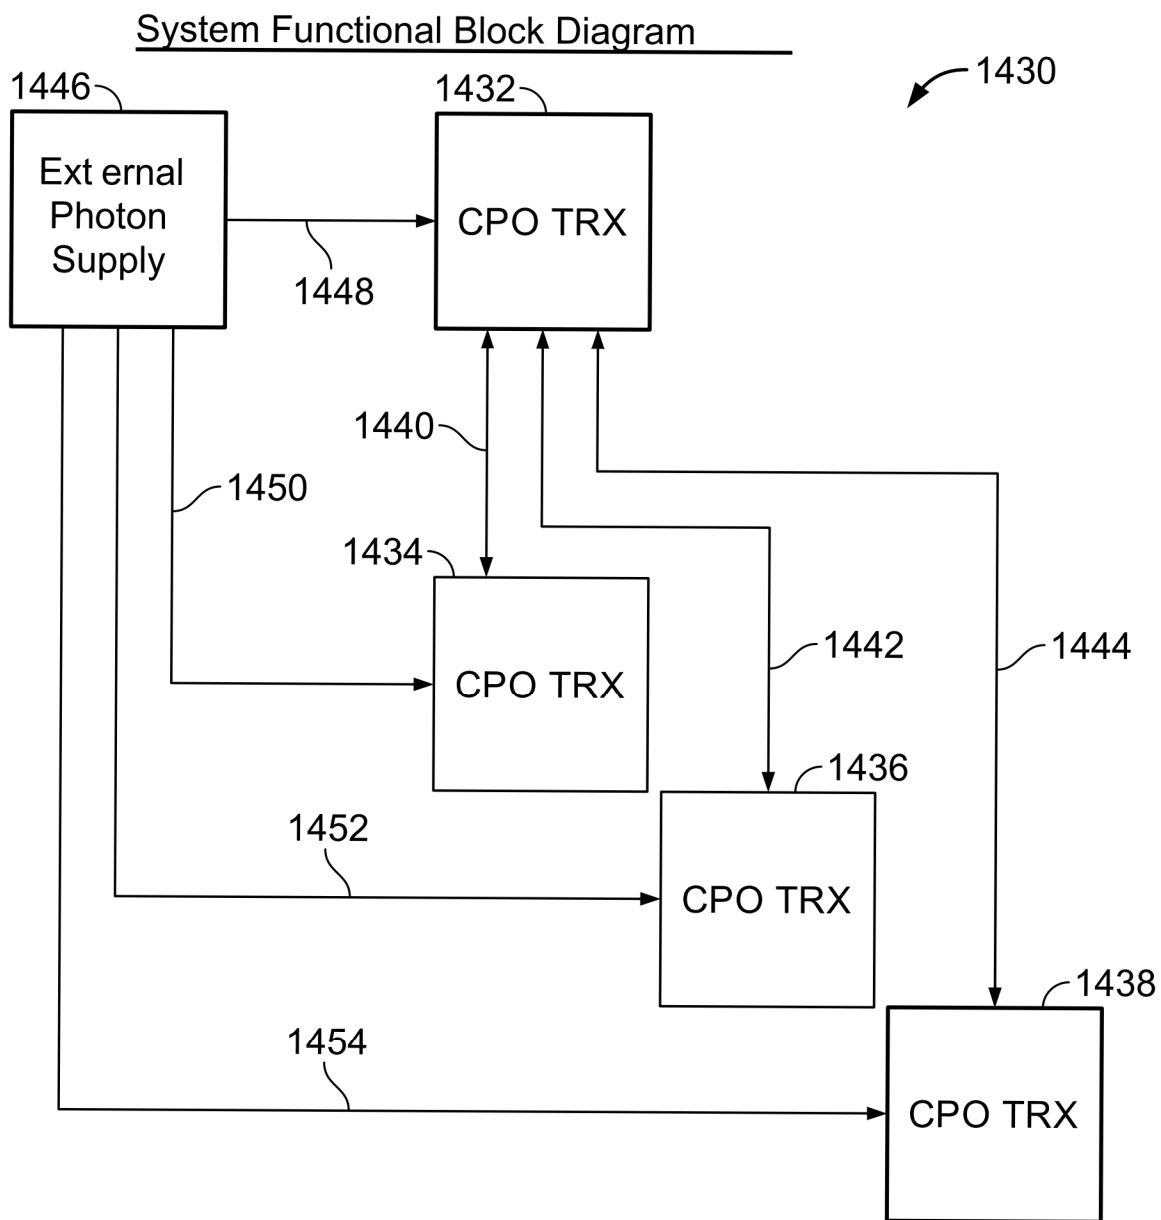 System Functional Block Diagram
1430
1446
1432
Ext ernal
Photon
Supply
CPO TRX
1448
1440
1450
1434
CPO TRX
1442
1444
1436
1452
CPO TRX
1438
1454
CPO TRX